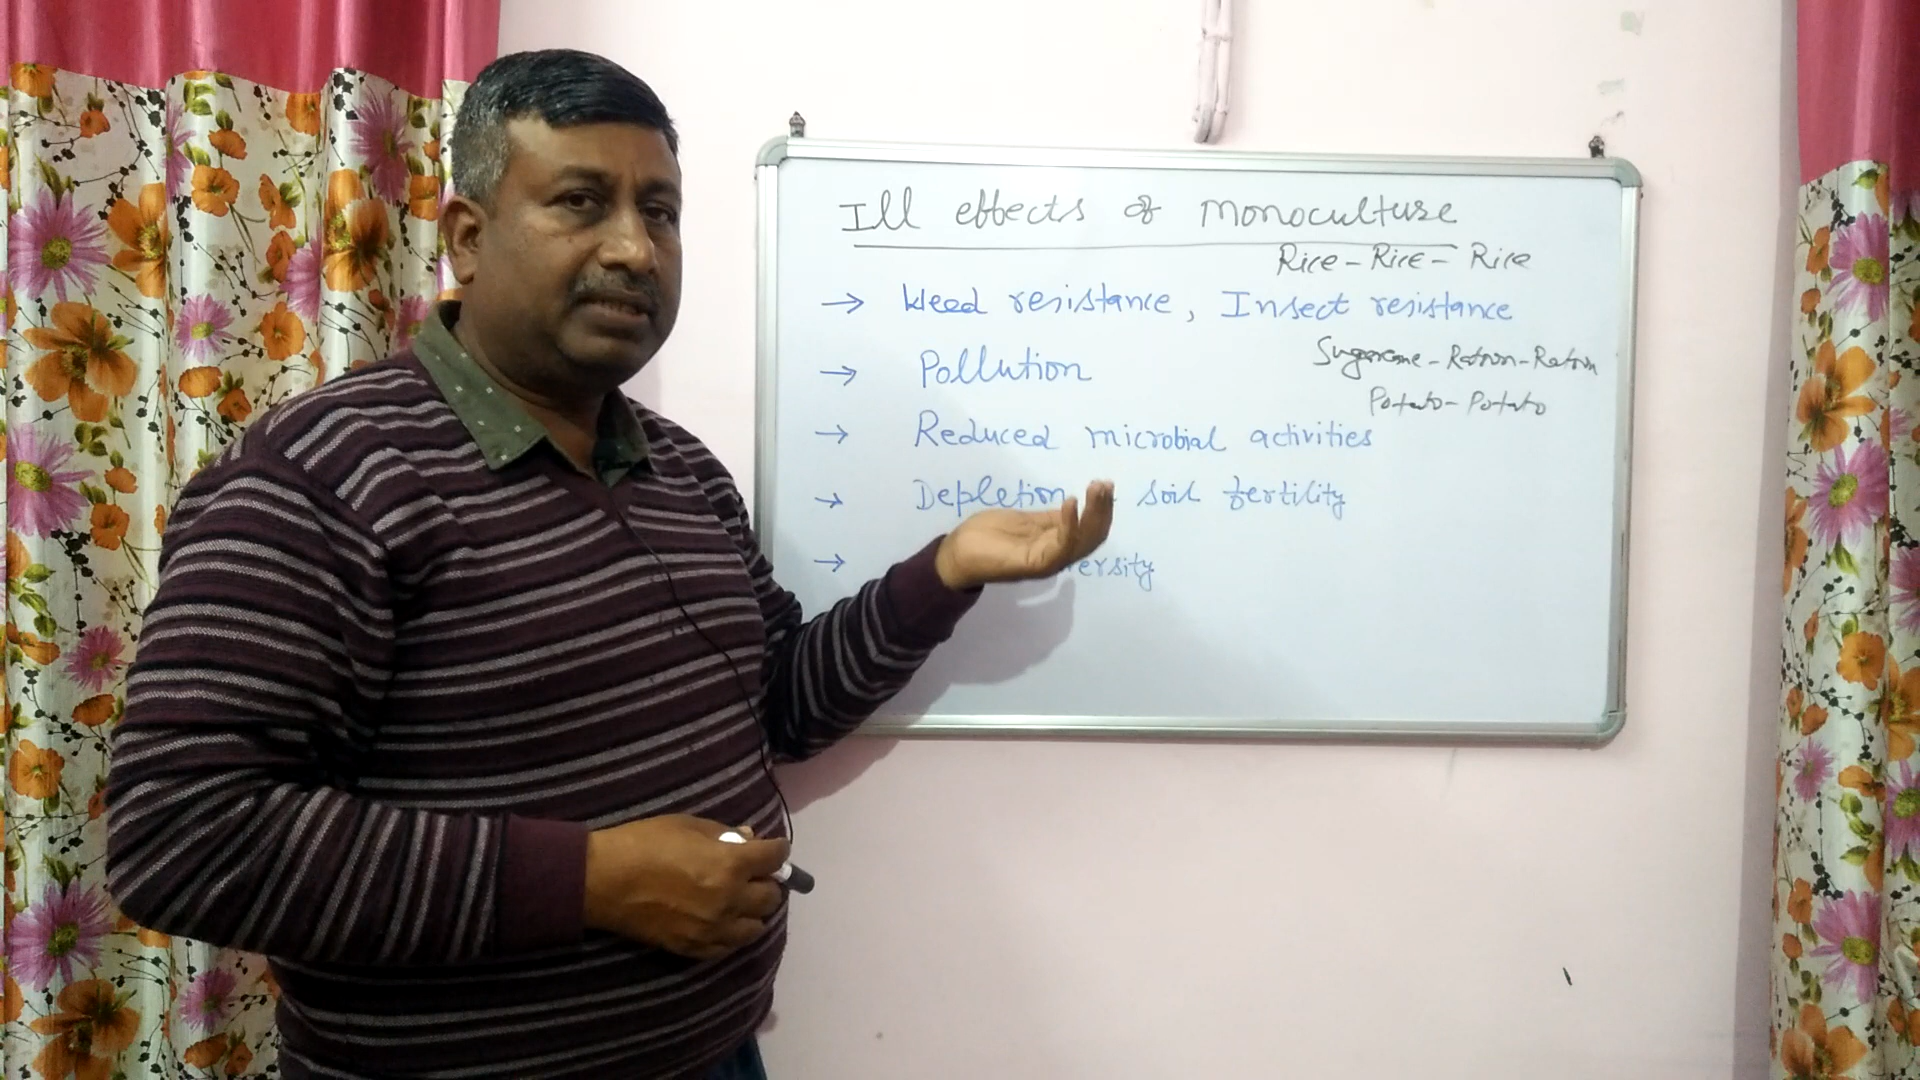 Ill effects of monoculture
Rice - Rice - Rice
→ Weed resistance, Insect resistance
Sugarcane - Ratoon - Ratoon
→ Pollution
Potato - Potato
→ Reduced microbial activities
→ Depletion soil fertility
→ ersity